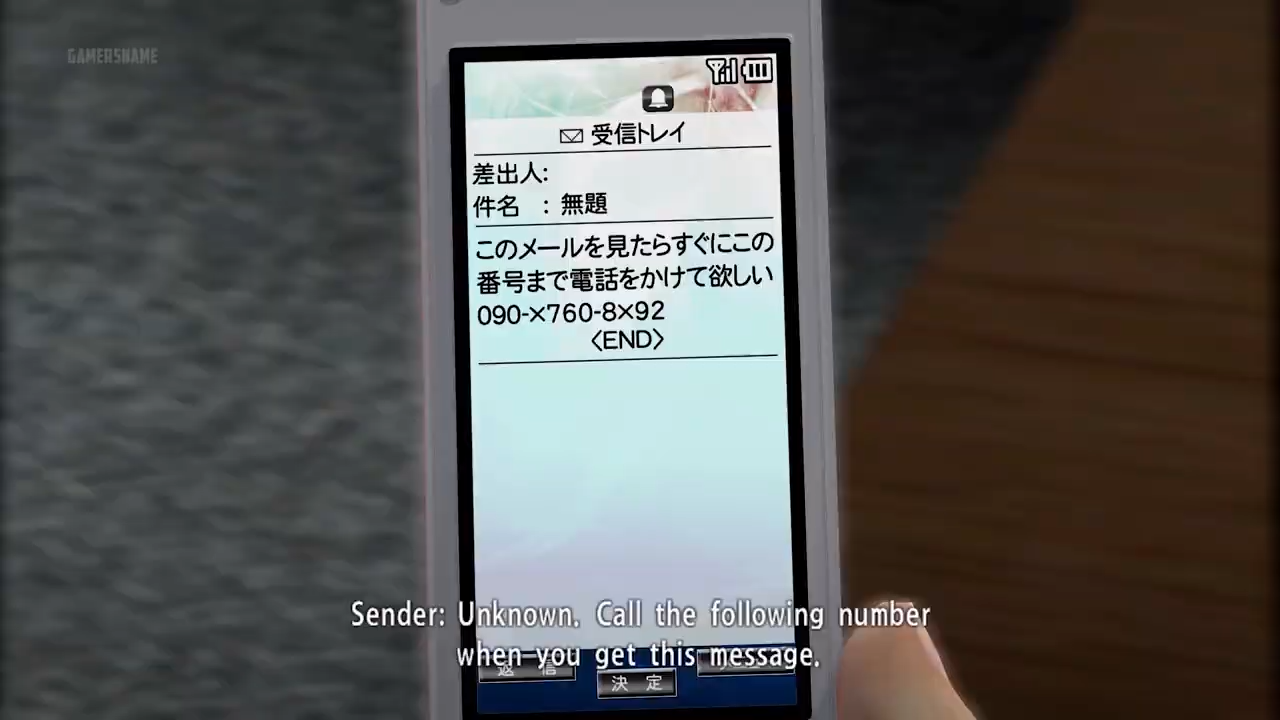 GAMERSNAME
受信トレイ
差出人:
件名 : 無題
このメールを見たらすぐにこの
番号まで電話をかけて欲しい
090-×760-8×92
〈END〉
Sender: Unknown. Call the following number
when you get this message.
返 信
決 定